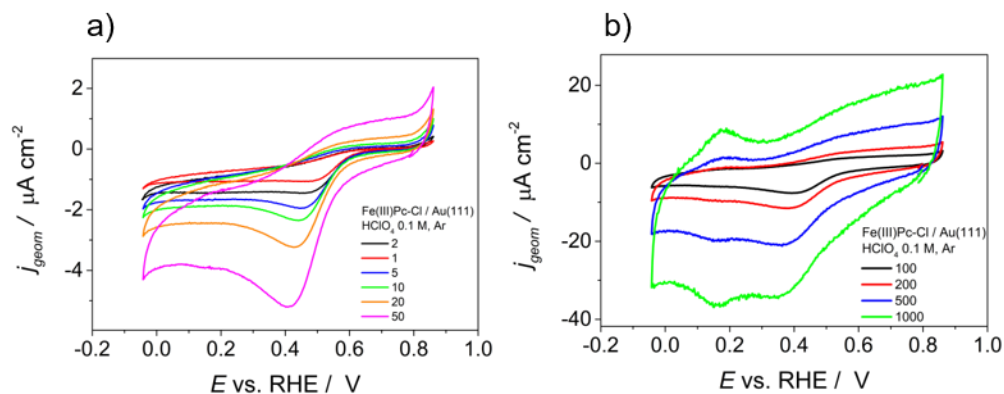 a)
2
0
-2
-4
j_geom / μA cm⁻²
Fe(III)Pc-Cl / Au(111)
HClO₄ 0.1 M, Ar
2
1
5
10
20
50
-0.2 0.0 0.2 0.4 0.6 0.8 1.0
E vs. RHE / V
b)
20
0
-20
-40
j_geom / μA cm⁻²
Fe(III)Pc-Cl / Au(111)
HClO₄ 0.1 M, Ar
100
200
500
1000
-0.2 0.0 0.2 0.4 0.6 0.8 1.0
E vs. RHE / V